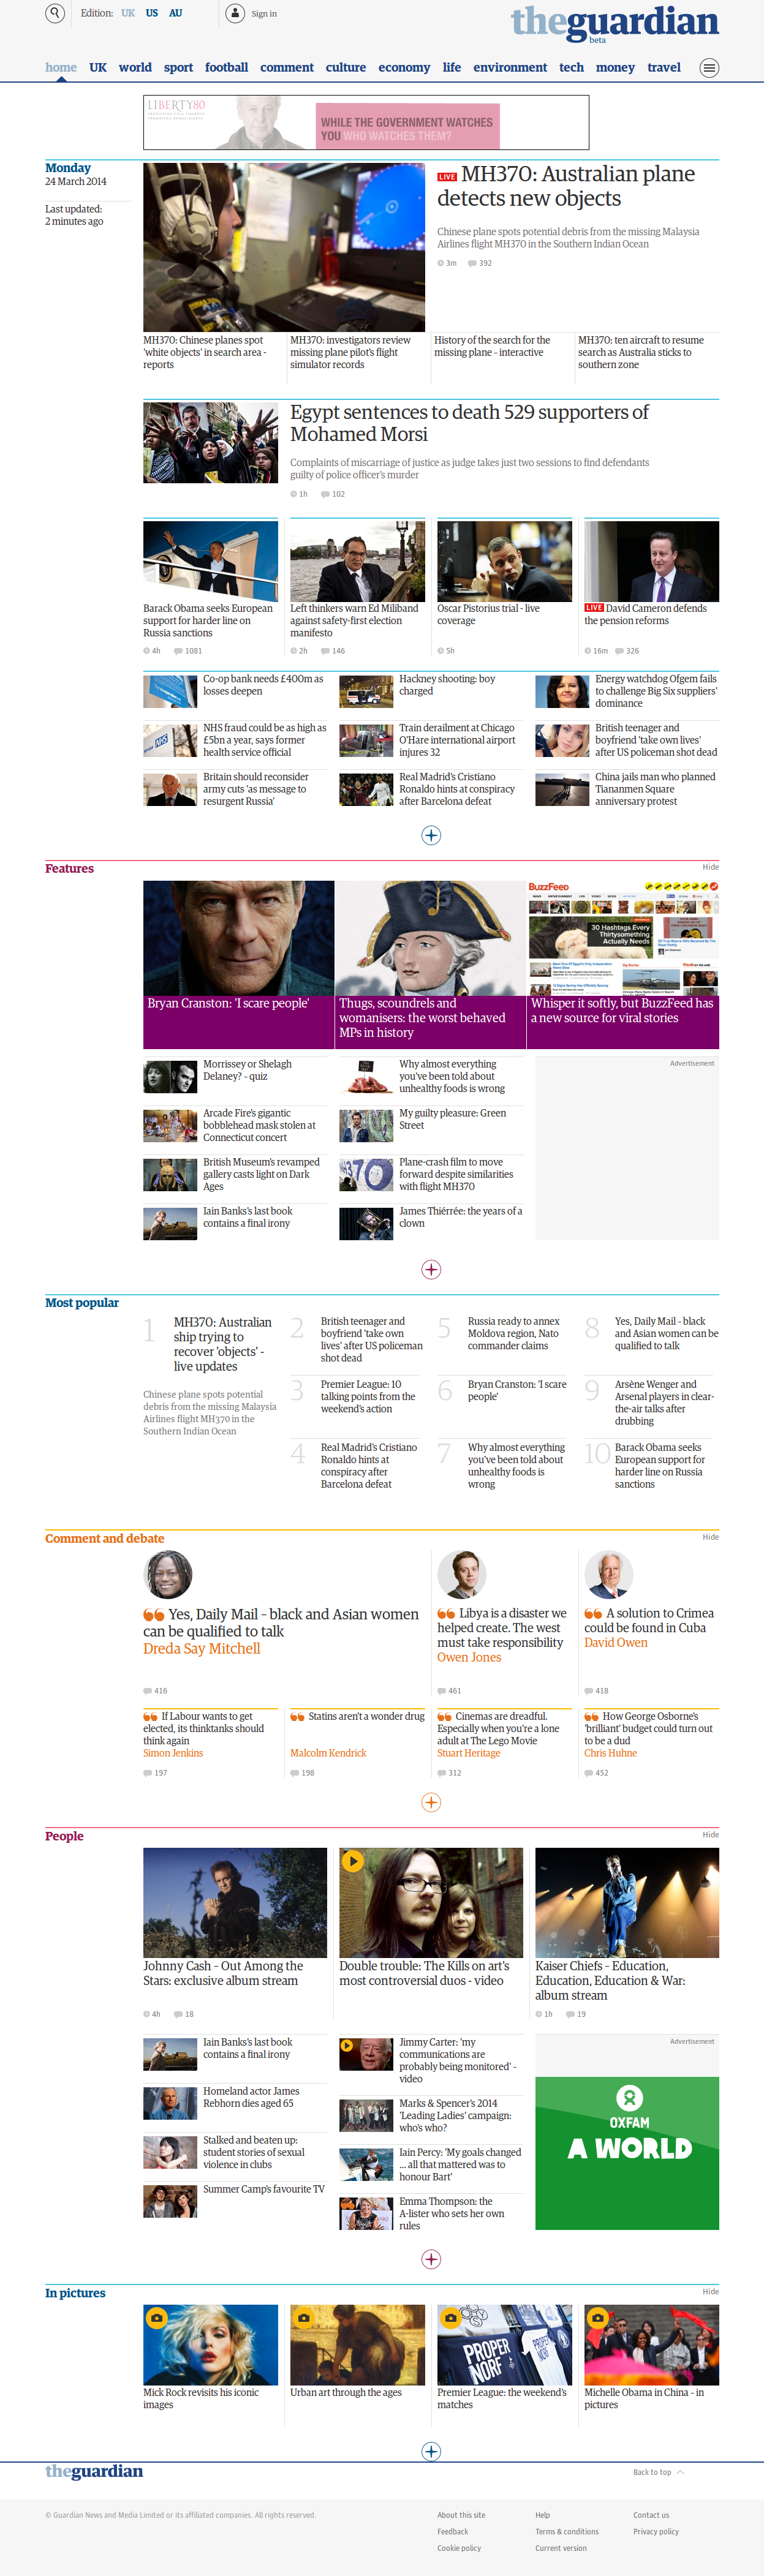 Edition: UK US AU
Sign in
theguardian
beta
home UK world sport football comment culture economy life environment tech money travel
LIBERTY80
WHILE THE GOVERNMENT WATCHES
YOU WHO WATCHES THEM?
Monday
24 March 2014
Last updated:
2 minutes ago
LIVE MH370: Australian plane
detects new objects
Chinese plane spots potential debris from the missing Malaysia
Airlines flight MH370 in the Southern Indian Ocean
3m 392
MH370: Chinese planes spot
'white objects' in search area -
reports
MH370: investigators review
missing plane pilot's flight
simulator records
History of the search for the
missing plane – interactive
MH370: ten aircraft to resume
search as Australia sticks to
southern zone
Egypt sentences to death 529 supporters of
Mohamed Morsi
Complaints of miscarriage of justice as judge takes just two sessions to find defendants
guilty of police officer's murder
1h 102
Barack Obama seeks European
support for harder line on
Russia sanctions
4h 1081
Left thinkers warn Ed Miliband
against safety-first election
manifesto
2h 146
Oscar Pistorius trial - live
coverage
5h
LIVE David Cameron defends
the pension reforms
16m 326
Co-op bank needs £400m as
losses deepen
Hackney shooting: boy
charged
Energy watchdog Ofgem fails
to challenge Big Six suppliers'
dominance
NHS fraud could be as high as
£5bn a year, says former
health service official
Train derailment at Chicago
O'Hare international airport
injures 32
British teenager and
boyfriend 'take own lives'
after US policeman shot dead
Britain should reconsider
army cuts 'as message to
resurgent Russia'
Real Madrid's Cristiano
Ronaldo hints at conspiracy
after Barcelona defeat
China jails man who planned
Tiananmen Square
anniversary protest
Features
Hide
BuzzFeed
30 Hashtags Every
Thirtysomething
Actually Needs
Bryan Cranston: 'I scare people'
Thugs, scoundrels and
womanisers: the worst behaved
MPs in history
Whisper it softly, but BuzzFeed has
a new source for viral stories
Morrissey or Shelagh
Delaney? – quiz
Why almost everything
you've been told about
unhealthy foods is wrong
Advertisement
Arcade Fire's gigantic
bobblehead mask stolen at
Connecticut concert
My guilty pleasure: Green
Street
British Museum's revamped
gallery casts light on Dark
Ages
Plane-crash film to move
forward despite similarities
with flight MH370
Iain Banks's last book
contains a final irony
James Thiérrée: the years of a
clown
Most popular
1 MH370: Australian
ship trying to
recover 'objects' -
live updates
Chinese plane spots potential
debris from the missing Malaysia
Airlines flight MH370 in the
Southern Indian Ocean
2 British teenager and
boyfriend 'take own
lives' after US policeman
shot dead
3 Premier League: 10
talking points from the
weekend's action
4 Real Madrid's Cristiano
Ronaldo hints at
conspiracy after
Barcelona defeat
5 Russia ready to annex
Moldova region, Nato
commander claims
6 Bryan Cranston: 'I scare
people'
7 Why almost everything
you've been told about
unhealthy foods is
wrong
8 Yes, Daily Mail – black
and Asian women can be
qualified to talk
9 Arsène Wenger and
Arsenal players in clear-
the-air talks after
drubbing
10 Barack Obama seeks
European support for
harder line on Russia
sanctions
Comment and debate
Hide
Yes, Daily Mail – black and Asian women
can be qualified to talk
Dreda Say Mitchell
416
Libya is a disaster we
helped create. The west
must take responsibility
Owen Jones
461
A solution to Crimea
could be found in Cuba
David Owen
418
If Labour wants to get
elected, its thinktanks should
think again
Simon Jenkins
197
Statins aren't a wonder drug
Malcolm Kendrick
198
Cinemas are dreadful.
Especially when you're a lone
adult at The Lego Movie
Stuart Heritage
312
How George Osborne's
'brilliant' budget could turn out
to be a dud
Chris Huhne
452
People
Hide
Johnny Cash – Out Among the
Stars: exclusive album stream
4h 18
Double trouble: The Kills on art's
most controversial duos - video
Kaiser Chiefs – Education,
Education, Education & War:
album stream
1h 19
Iain Banks's last book
contains a final irony
Jimmy Carter: 'my
communications are
probably being monitored' –
video
Advertisement
Homeland actor James
Rebhorn dies aged 65
Marks & Spencer's 2014
'Leading Ladies' campaign:
who's who?
OXFAM
A WORLD
Stalked and beaten up:
student stories of sexual
violence in clubs
Iain Percy: 'My goals changed
... all that mattered was to
honour Bart'
Summer Camp's favourite TV
Emma Thompson: the
A-lister who sets her own
rules
In pictures
Hide
PROPER
NORF
Mick Rock revisits his iconic
images
Urban art through the ages
Premier League: the weekend's
matches
Michelle Obama in China – in
pictures
theguardian
Back to top
© Guardian News and Media Limited or its affiliated companies. All rights reserved.
About this site
Help
Contact us
Feedback
Terms & conditions
Privacy policy
Cookie policy
Current version